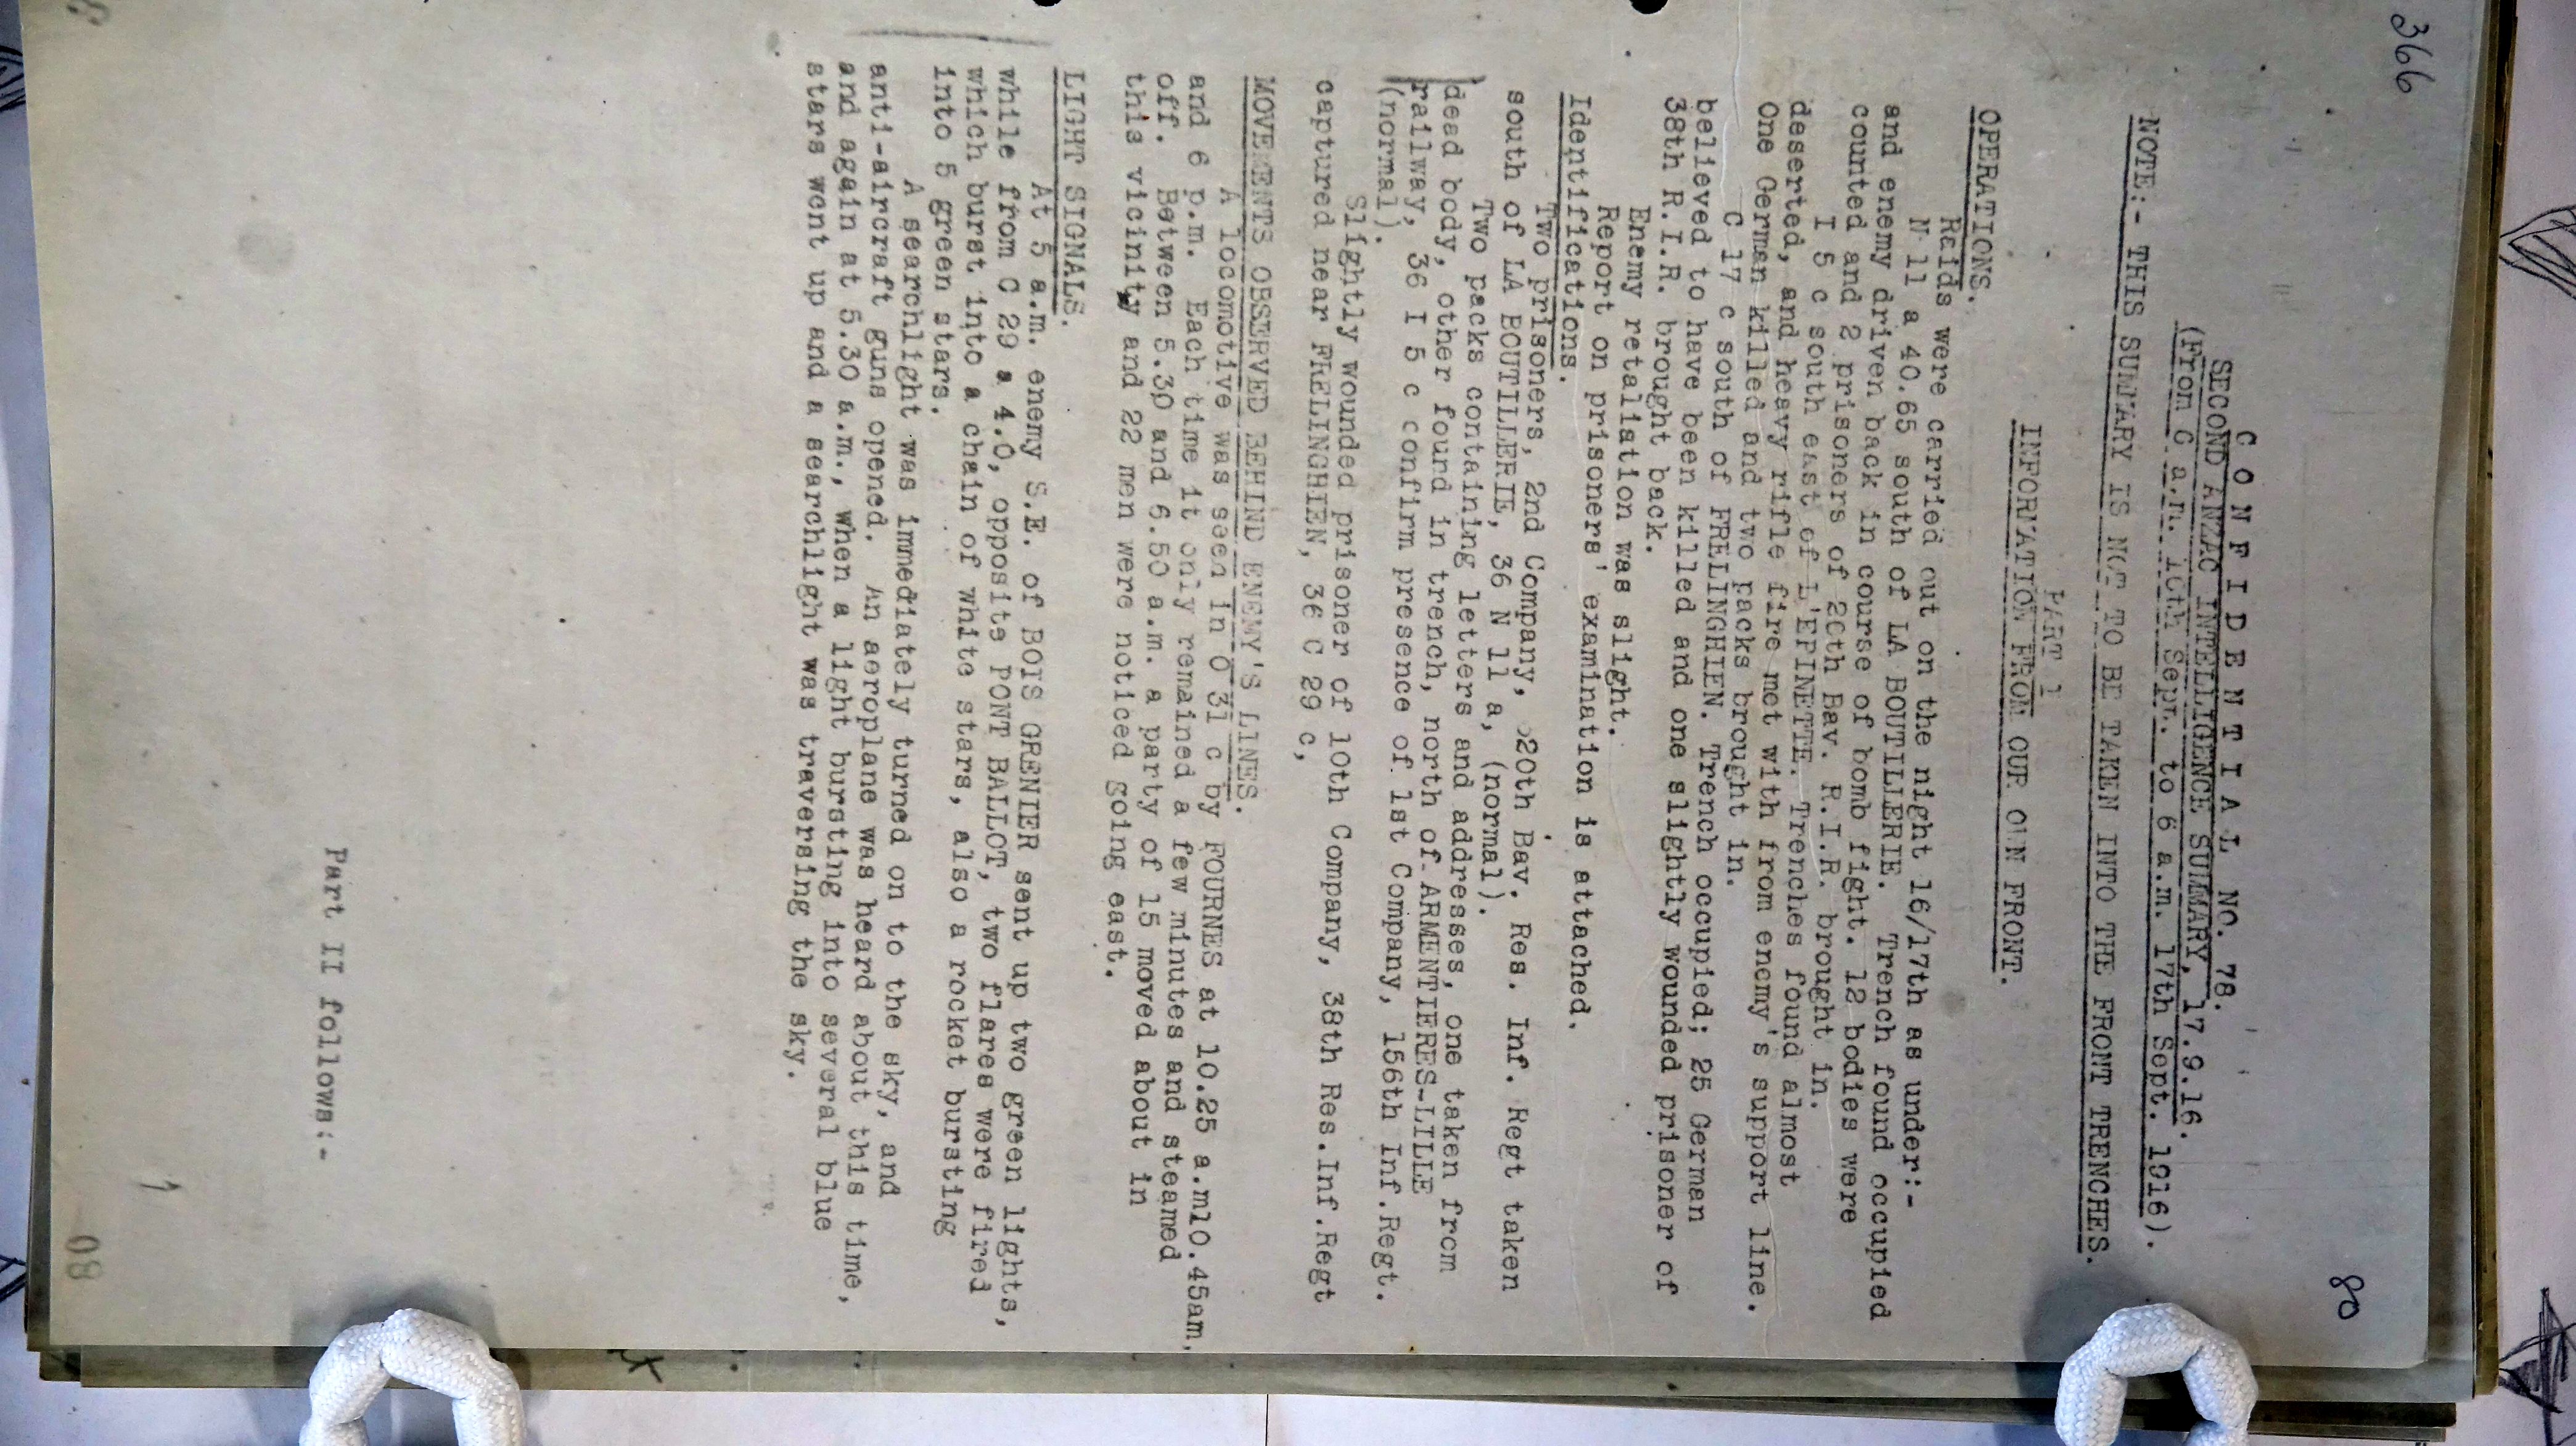 366
80
C O N F I D E N T I A L NO. 78.
SECOND ANZAC INTELLIGENCE SUMMARY, 17.9.16.
(From 6 a.m. 16th Sept. to 6 a.m. 17th Sept. 1916).
NOTE:- THIS SUMMARY IS NOT TO BE TAKEN INTO THE FRONT TRENCHES.
PART 1
INFORMATION FROM OUR OWN FRONT.
OPERATIONS.
Raids were carried out on the night 16/17th as under:-
N 11 a 40.65 south of LA BOUTILLERIE. Trench found occupied
and enemy driven back in course of bomb fight. 12 bodies were
counted and 2 prisoners of 20th Bav. R.I.R. brought in.
I 5 c south east of L'EPINETTE. Trenches found almost
deserted, and heavy rifle fire met with from enemy's support line.
One German killed and two packs brought in.
C 17 c south of FRELINGHIEN. Trench occupied; 25 German
believed to have been killed and one slightly wounded prisoner of
38th R.I.R. brought back.
Enemy retaliation was slight.
Report on prisoners' examination is attached.
Identifications.
Two prisoners, 2nd Company, 20th Bav. Res. Inf. Regt taken
south of LA BOUTILLERIE, 36 N 11 a, (normal).
Two packs containing letters and addresses, one taken from
dead body, other found in trench, north of ARMENTIERES-LILLE
railway, 36 I 5 c confirm presence of 1st Company, 156th Inf.Regt.
(normal).
Slightly wounded prisoner of 10th Company, 38th Res.Inf.Regt
captured near FRELINGHIEN, 36 C 29 c,
MOVEMENTS OBSERVED BEHIND ENEMY'S LINES.
A locomotive was seen in O 31 c by FOURNES at 10.25 a.m10.45am,
and 6 p.m. Each time it only remained a few minutes and steamed
off. Between 5.30 and 6.50 a.m. a party of 15 moved about in
this vicinity and 22 men were noticed going east.
LIGHT SIGNALS.
At 5 a.m. enemy S.E. of BOIS GRENIER sent up two green lights,
while from C 29 a 4.0, opposite PONT BALLOT, two flares were fired
which burst into a chain of white stars, also a rocket bursting
into 5 green stars.
A searchlight was immediately turned on to the sky, and
anti-aircraft guns opened. An aeroplane was heard about this time,
and again at 5.30 a.m., when a light bursting into several blue
stars went up and a searchlight was traversing the sky.
Part II follows:-
80